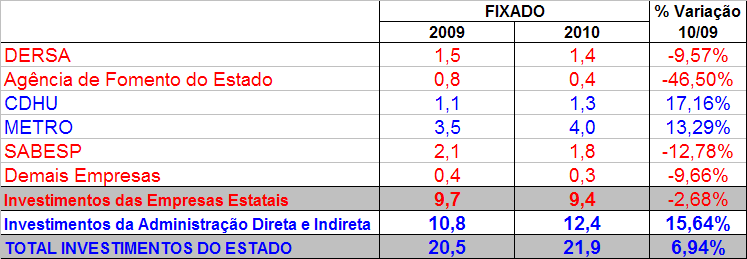 FIXADO % Variação
2009 2010 10/09
DERSA 1,5 1,4 -9,57%
Agência de Fomento do Estado 0,8 0,4 -46,50%
CDHU 1,1 1,3 17,16%
METRO 3,5 4,0 13,29%
SABESP 2,1 1,8 -12,78%
Demais Empresas 0,4 0,3 -9,66%
Investimentos das Empresas Estatais 9,7 9,4 -2,68%
Investimentos da Administração Direta e Indireta 10,8 12,4 15,64%
TOTAL INVESTIMENTOS DO ESTADO 20,5 21,9 6,94%